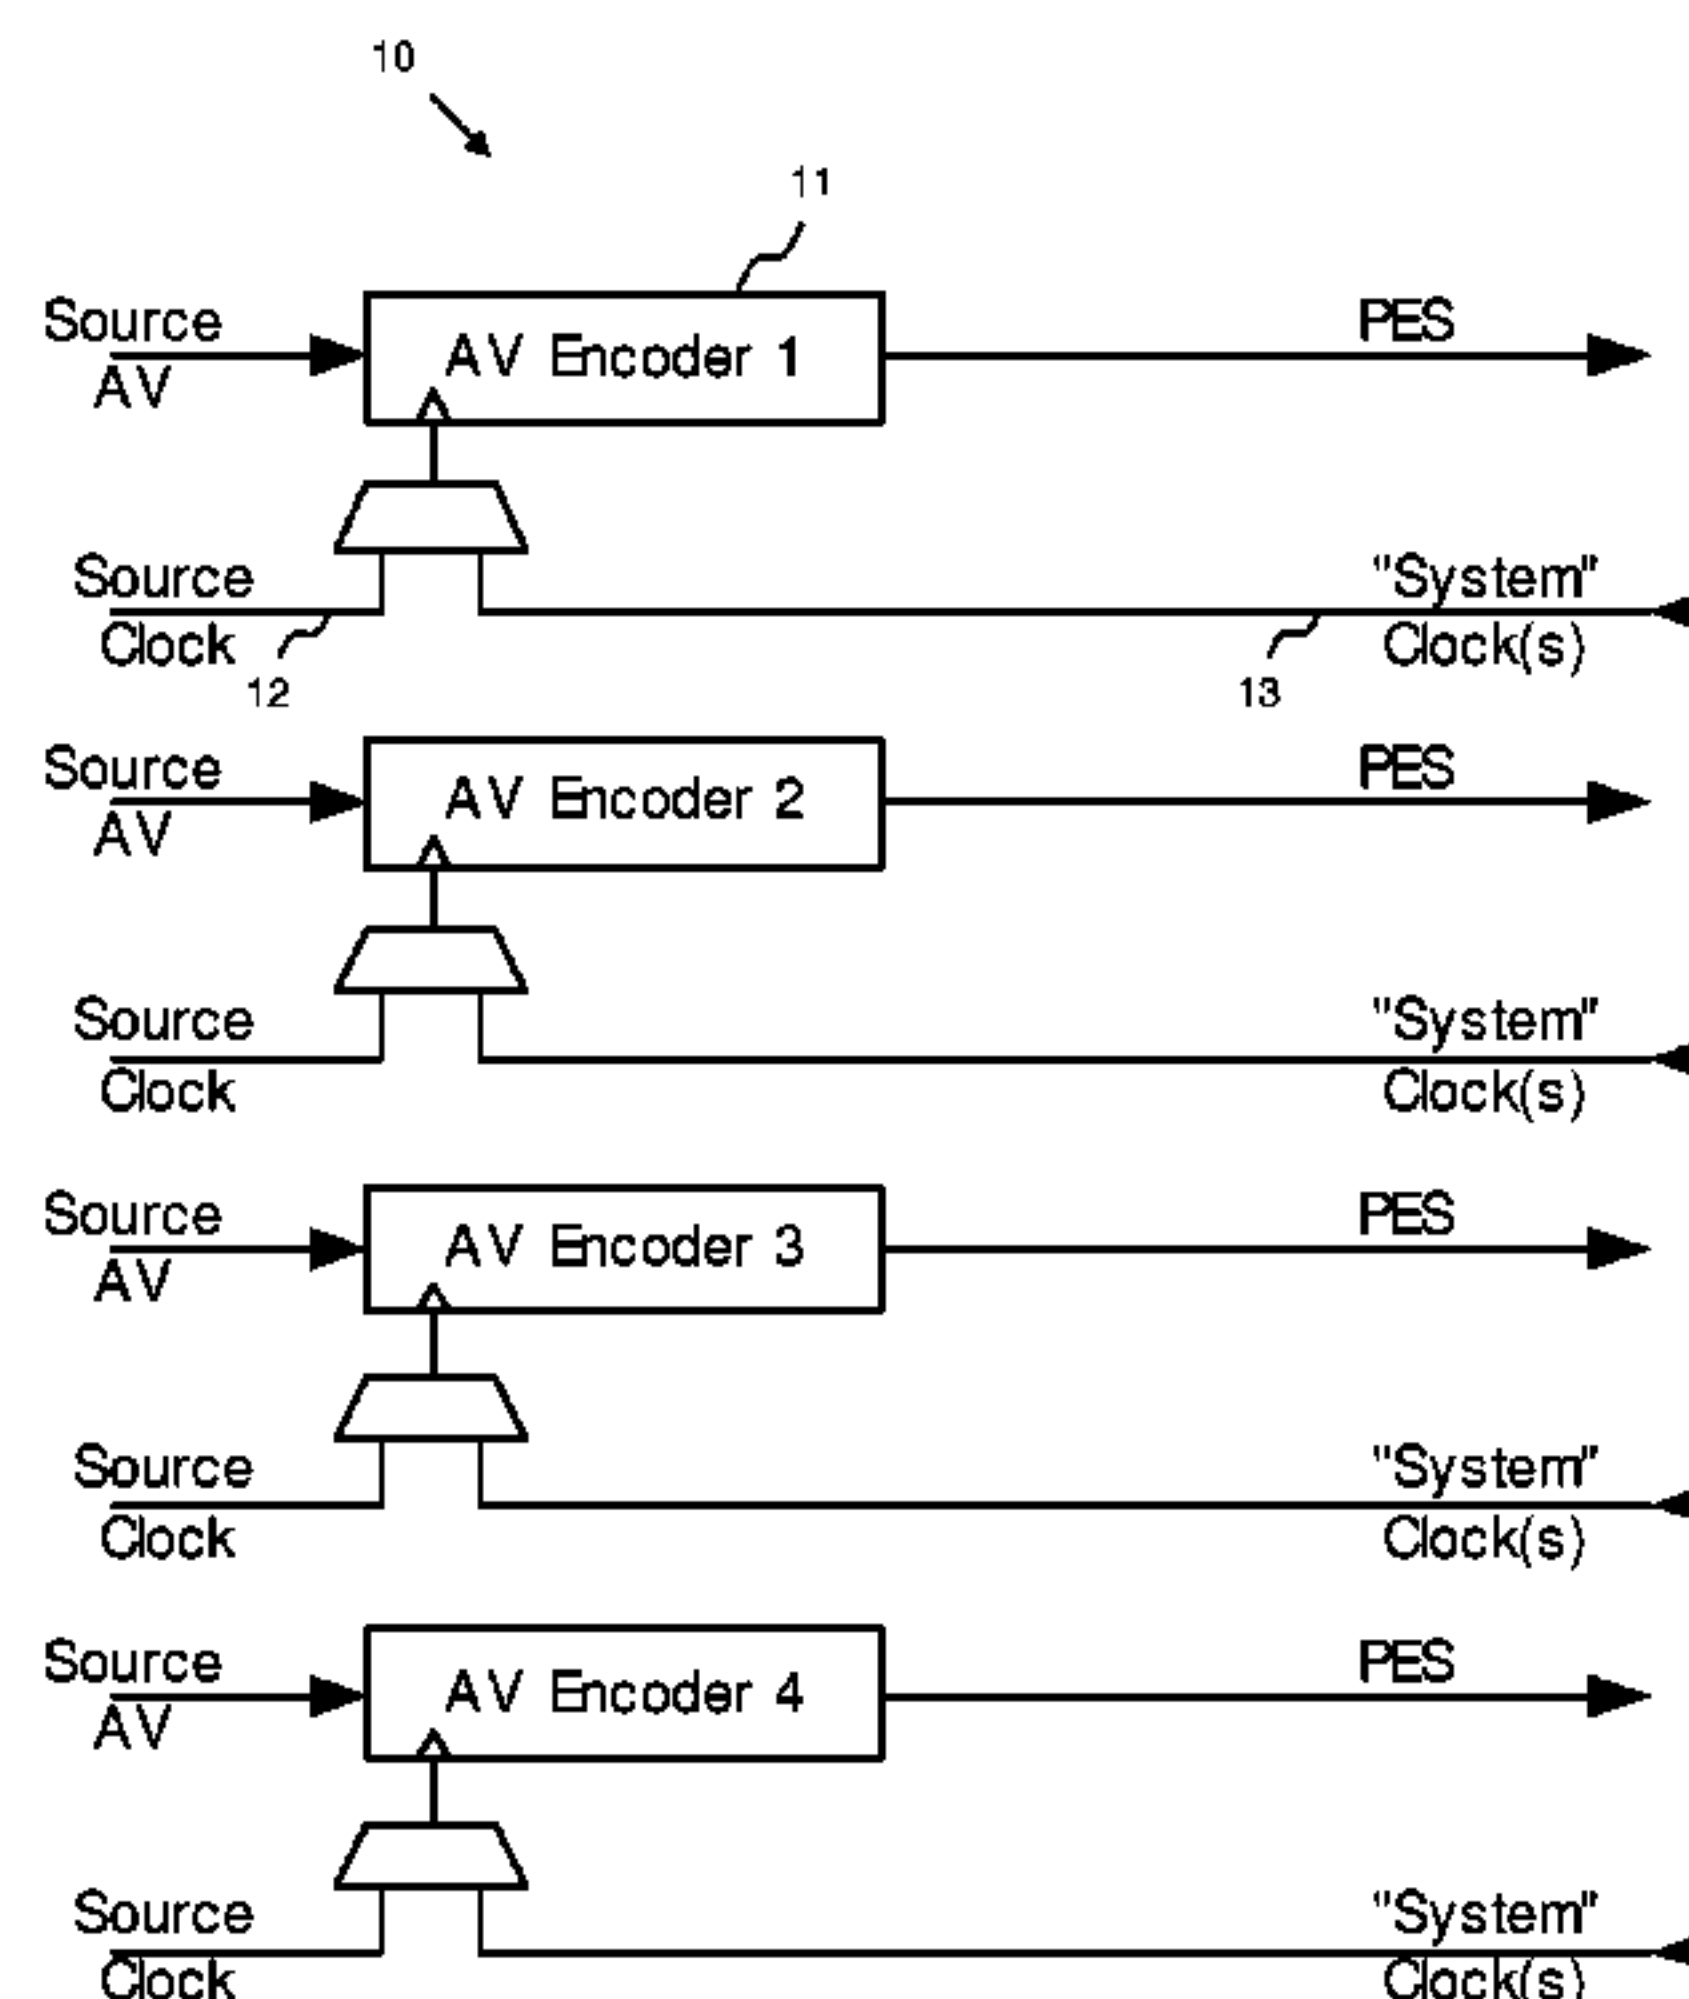 10
11
Source
AV
AV Encoder 1
PES
Source
Clock
12
"System"
Clock(s)
13
Source
AV
AV Encoder 2
PES
Source
Clock
"System"
Clock(s)
Source
AV
AV Encoder 3
PES
Source
Clock
"System"
Clock(s)
Source
AV
AV Encoder 4
PES
Source
Clock
"System"
Clock(s)